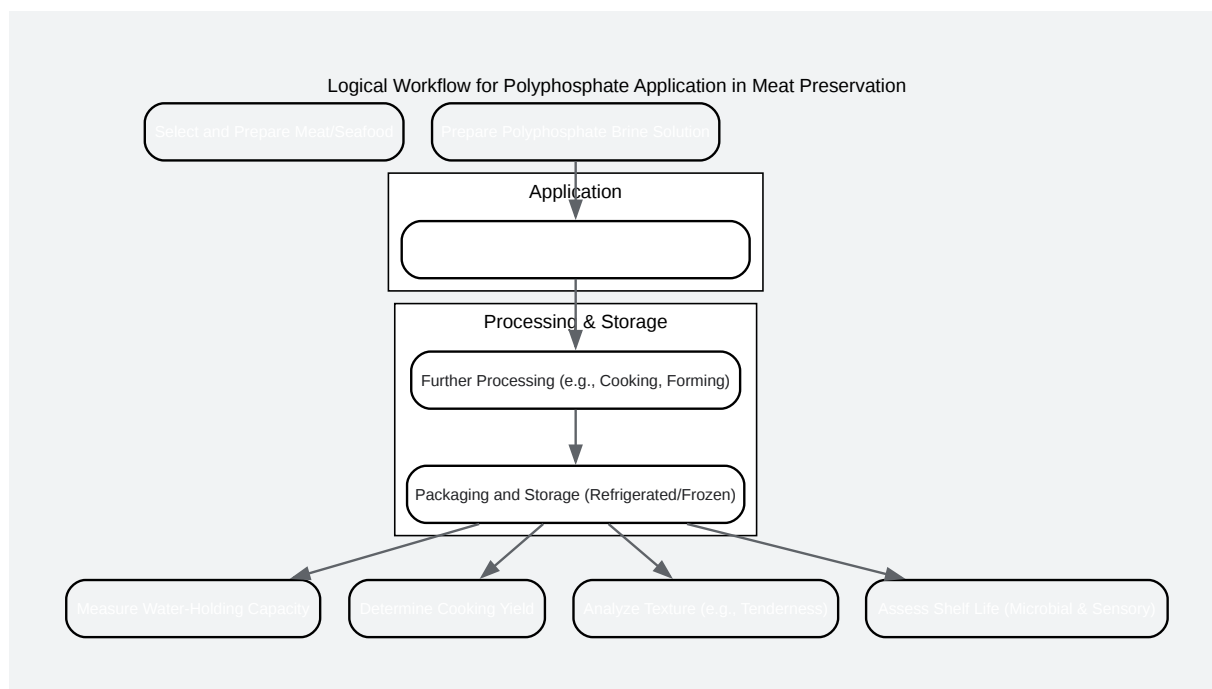 Logical Workflow for Polyphosphate Application in Meat Preservation
Select and Prepare Meat/Seafood
Prepare Polyphosphate Brine Solution
Application
Processing & Storage
Further Processing (e.g., Cooking, Forming)
Packaging and Storage (Refrigerated/Frozen)
Measure Water-Holding Capacity
Determine Cooking Yield
Analyze Texture (e.g., Tenderness)
Assess Shelf Life (Microbial & Sensory)